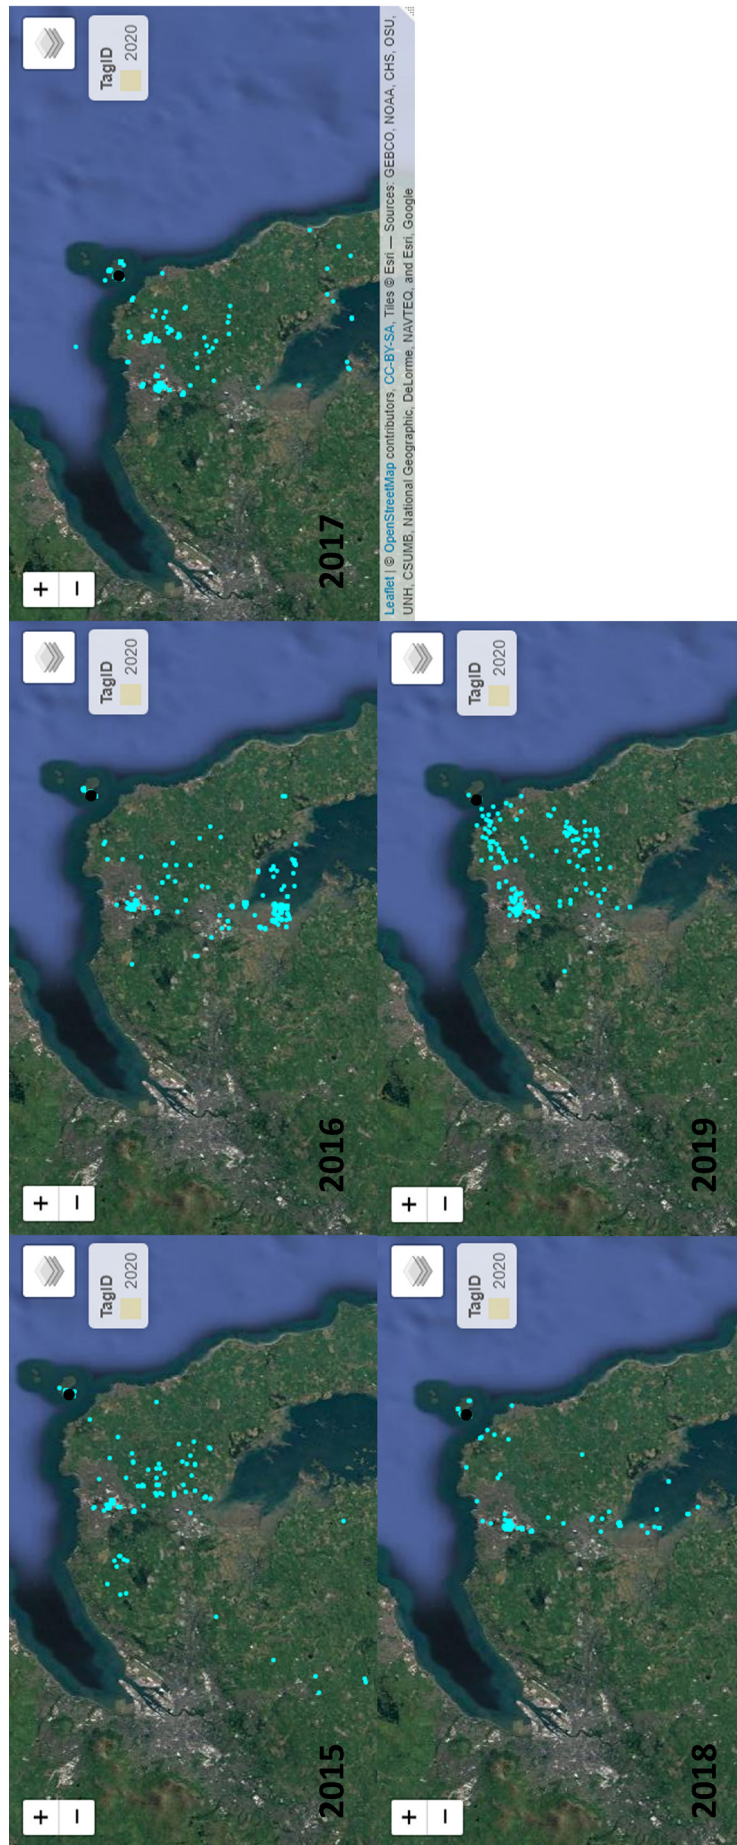 +
−
TagID
2020
2015
+
−
TagID
2020
2016
+
−
TagID
2020
2017
Leaflet | © OpenStreetMap contributors, CC-BY-SA, Tiles © Esri — Sources: GEBCO, NOAA, CHS, OSU,
UNH, CSUMB, National Geographic, DeLorme, NAVTEQ, and Esri, Google
+
−
TagID
2020
2018
+
−
TagID
2020
2019